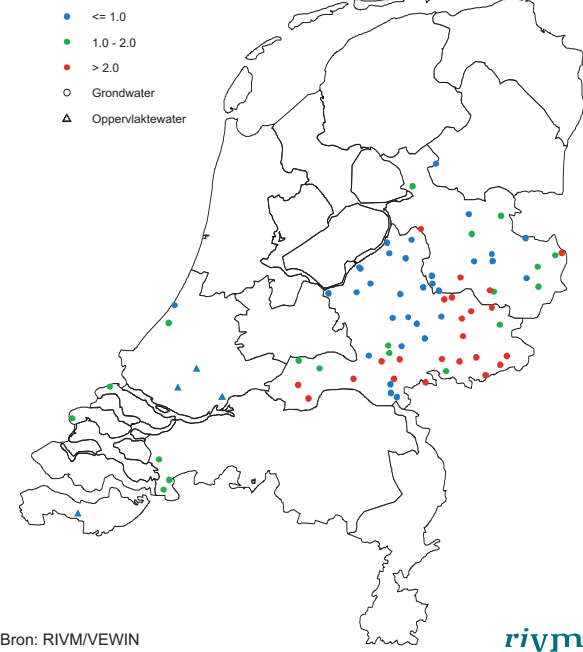 <= 1.0
1.0 - 2.0
> 2.0
Grondwater
Oppervlaktewater
Bron: RIVM/VEWIN
rivm